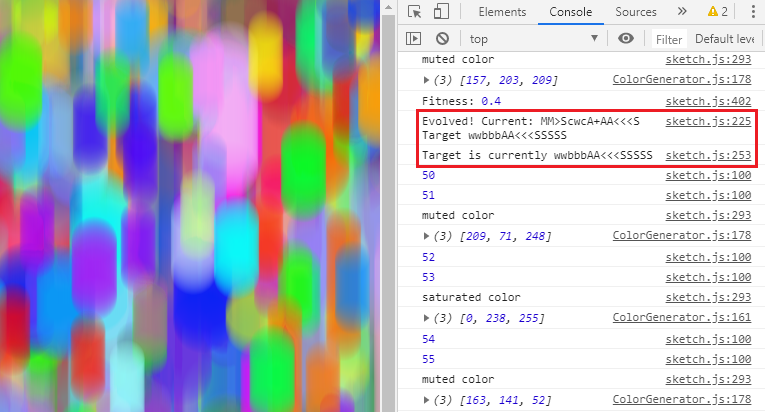 Elements Console Sources » 2
top Filter Default leve
muted color sketch.js:293
(3) [157, 203, 209] ColorGenerator.js:178
Fitness: 0.4 sketch.js:402
Evolved! Current: MM>ScwcA+AA<<<S sketch.js:225
Target wwbbbAA<<<SSSSS
Target is currently wwbbbAA<<<SSSSS sketch.js:253
50 sketch.js:100
51 sketch.js:100
muted color sketch.js:293
(3) [209, 71, 248] ColorGenerator.js:178
52 sketch.js:100
53 sketch.js:100
saturated color sketch.js:293
(3) [0, 238, 255] ColorGenerator.js:161
54 sketch.js:100
55 sketch.js:100
muted color sketch.js:293
(3) [163, 141, 52] ColorGenerator.js:178